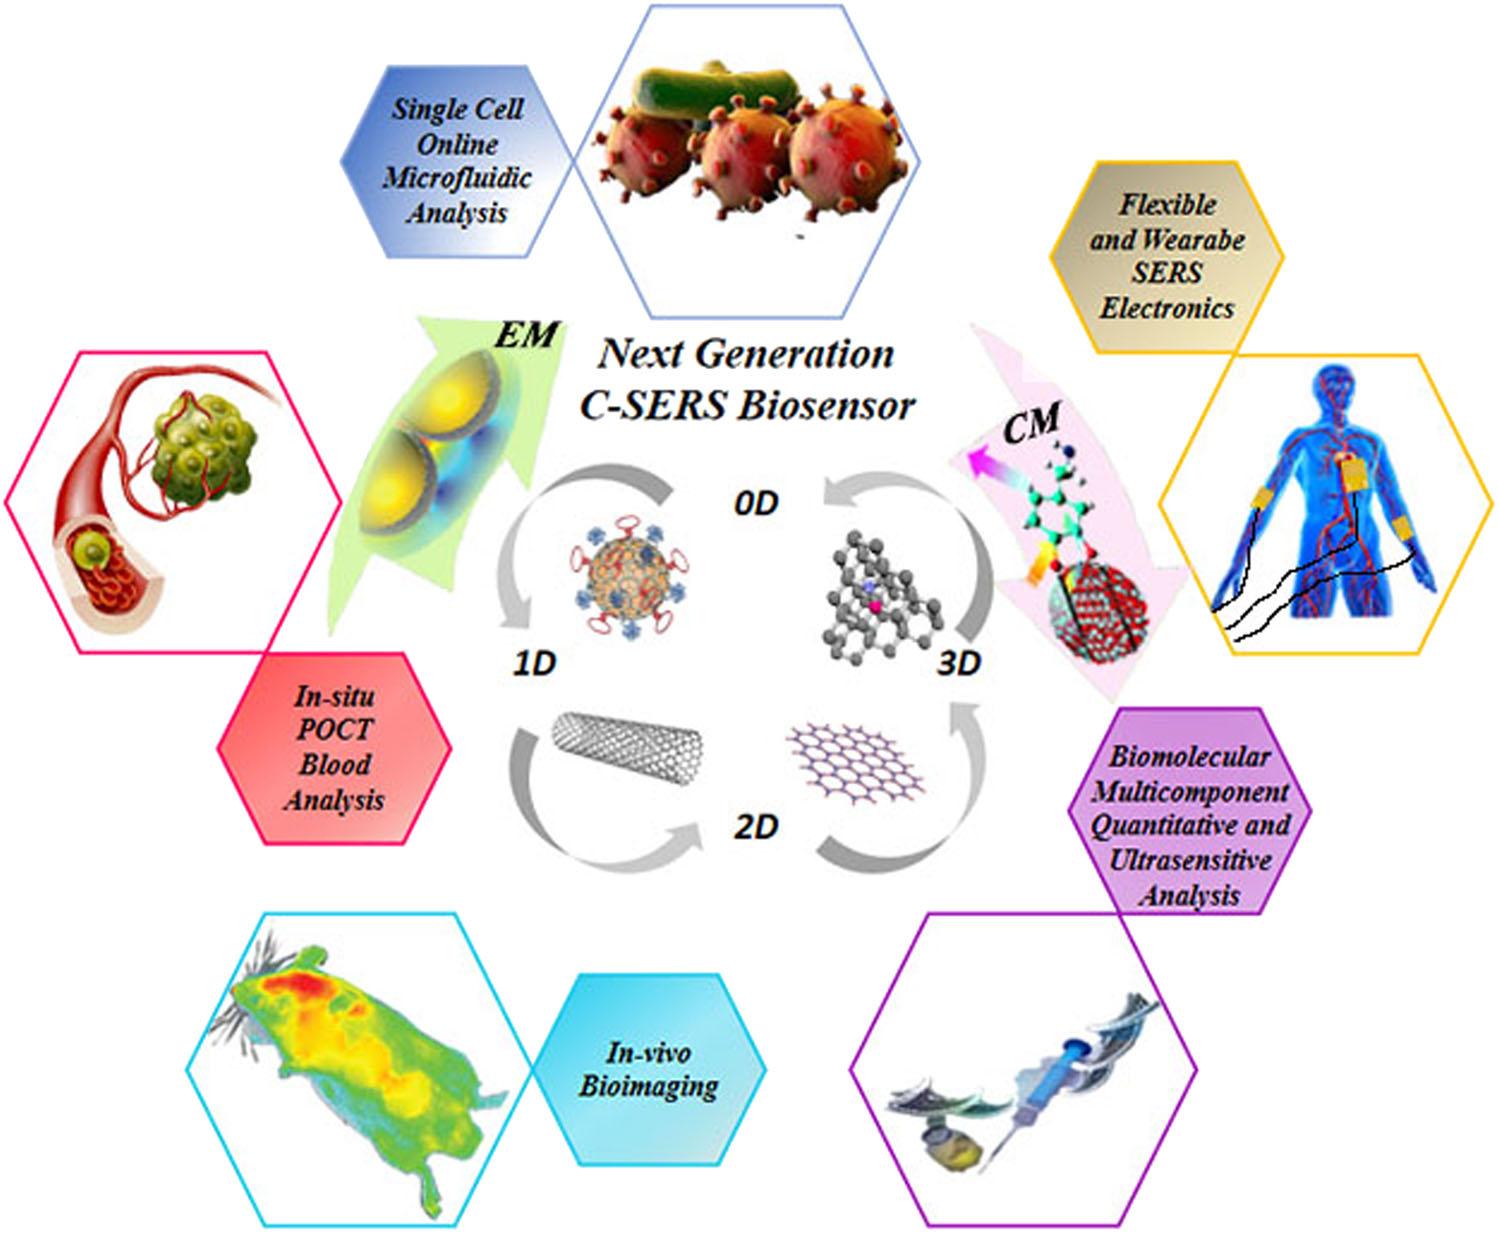 Single Cell
Online
Microfluidic
Analysis
Flexible
and Wearabe
SERS
Electronics
EM
Next Generation
C-SERS Biosensor
CM
0D
1D
3D
2D
In-situ
POCT
Blood
Analysis
Biomolecular
Multicomponent
Quantitative and
Ultrasensitive
Analysis
In-vivo
Bioimaging